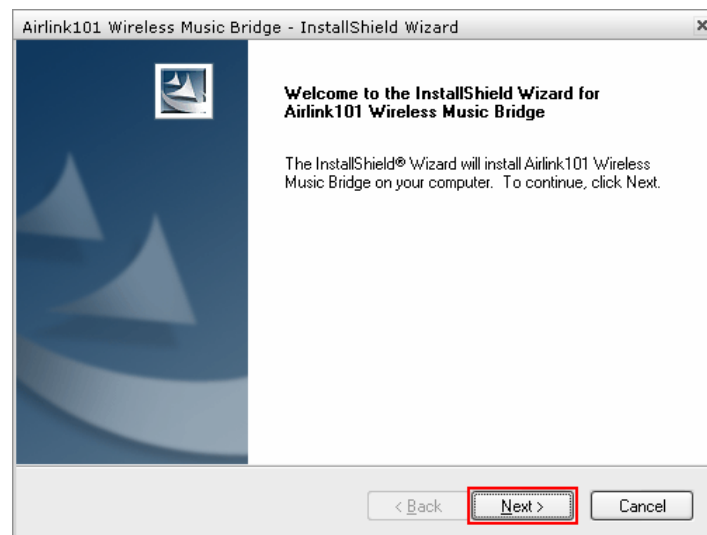 Airlink101 Wireless Music Bridge - InstallShield Wizard
Welcome to the InstallShield Wizard for
Airlink101 Wireless Music Bridge
The InstallShield® Wizard will install Airlink101 Wireless
Music Bridge on your computer. To continue, click Next.
< Back
Next >
Cancel